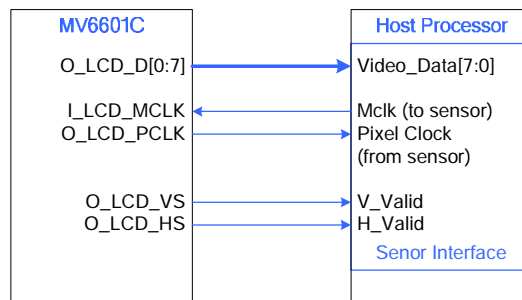 MV6601C Host Processor
O_LCD_D[0:7] Video_Data[7:0]
I_LCD_MCLK Mclk (to sensor)
O_LCD_PCLK Pixel Clock
(from sensor)
O_LCD_VS V_Valid
O_LCD_HS H_Valid
Senor Interface